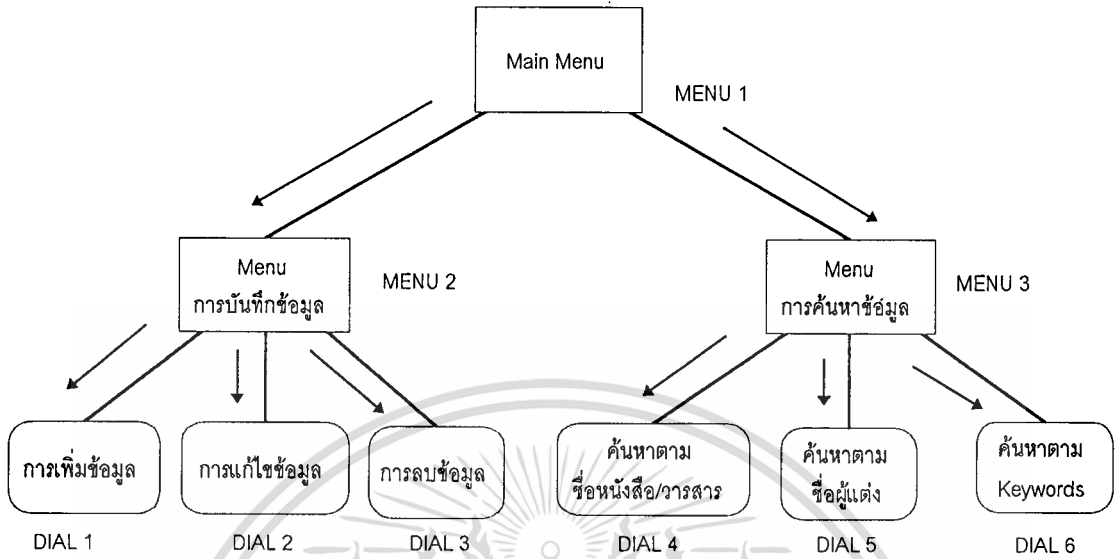 Main Menu
MENU 1
Menu
การบันทึกข้อมูล
MENU 2
Menu
การค้นหาข้อมูล
MENU 3
การเพิ่มข้อมูล
การแก้ไขข้อมูล
การลบข้อมูล
ค้นหาตาม
ชื่อหนังสือ/วารสาร
ค้นหาตาม
ชื่อผู้แต่ง
ค้นหาตาม
Keywords
DIAL 1
DIAL 2
DIAL 3
DIAL 4
DIAL 5
DIAL 6